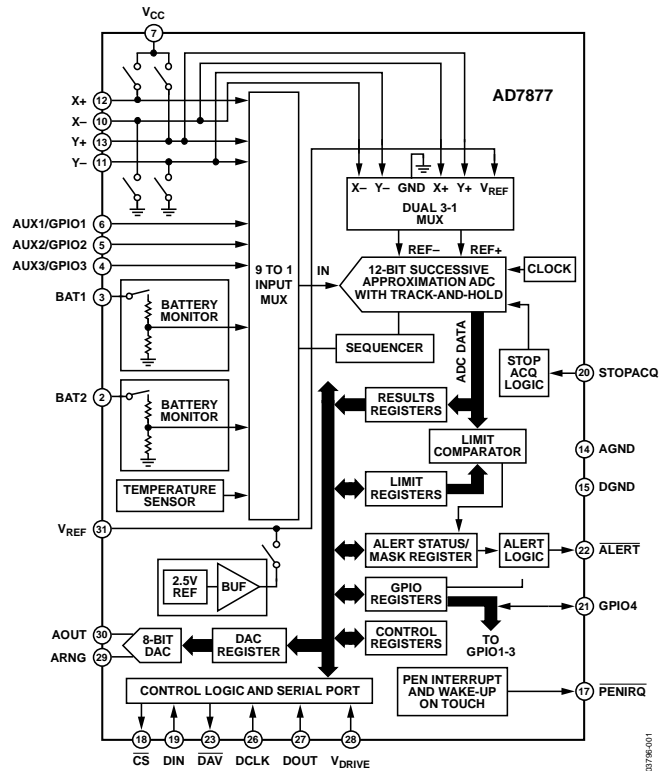 VCC
7
AD7877
X+ 12
X– 10
Y+ 13
Y– 11
X– Y– GND X+ Y+ VREF
DUAL 3-1
MUX
REF– REF+
AUX1/GPIO1 6
AUX2/GPIO2 5
AUX3/GPIO3 4
9 TO 1
INPUT
MUX
IN
12-BIT SUCCESSIVE
APPROXIMATION ADC
WITH TRACK-AND-HOLD
CLOCK
BAT1 3
BATTERY
MONITOR
SEQUENCER
ADC DATA
STOP
ACQ
LOGIC
20 STOPACQ
BAT2 2
BATTERY
MONITOR
RESULTS
REGISTERS
LIMIT
COMPARATOR
14 AGND
LIMIT
REGISTERS
15 DGND
TEMPERATURE
SENSOR
VREF 31
ALERT STATUS/
MASK REGISTER
ALERT
LOGIC
22 ALERT
2.5V
REF
BUF
GPIO
REGISTERS
21 GPIO4
TO
GPIO1-3
AOUT 30
ARNG 29
8-BIT
DAC
DAC
REGISTER
CONTROL
REGISTERS
CONTROL LOGIC AND SERIAL PORT
PEN INTERRUPT
AND WAKE-UP
ON TOUCH
17 PENIRQ
18 19 23 26 27 28
CS DIN DAV DCLK DOUT VDRIVE
03796-001